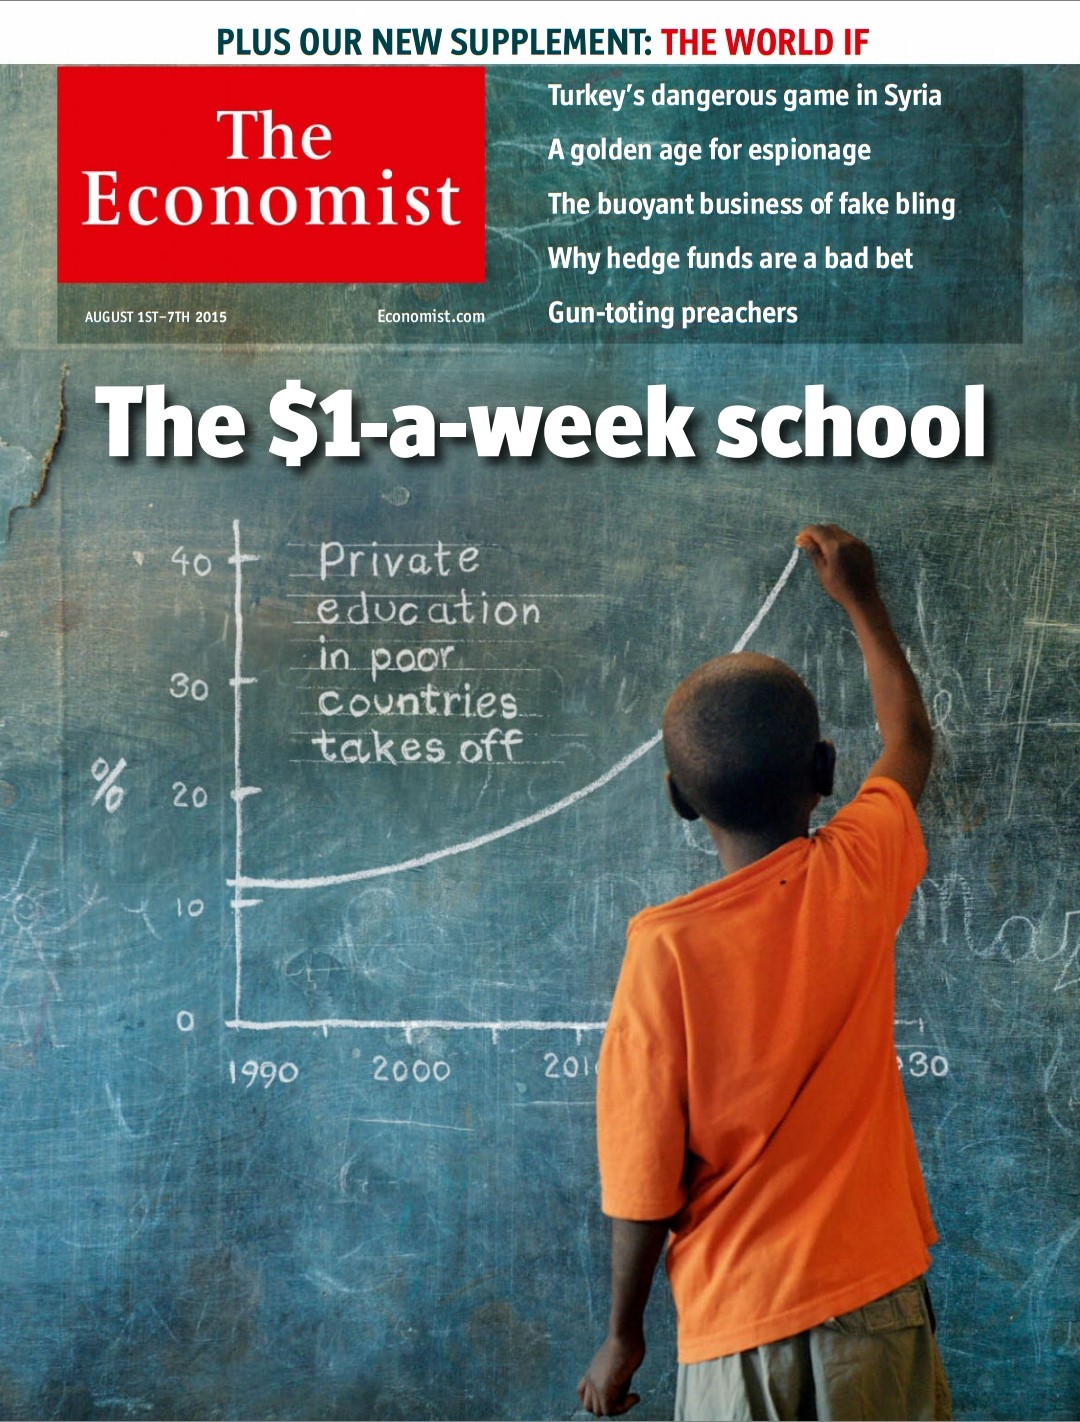 PLUS OUR NEW SUPPLEMENT: THE WORLD IF
The
Economist
AUGUST 1ST–7TH 2015
Economist.com
Turkey's dangerous game in Syria
A golden age for espionage
The buoyant business of fake bling
Why hedge funds are a bad bet
Gun-toting preachers
The $1-a-week school
Private
education
in poor
countries
takes off
%
40
30
20
10
0
1990 2000 201 30